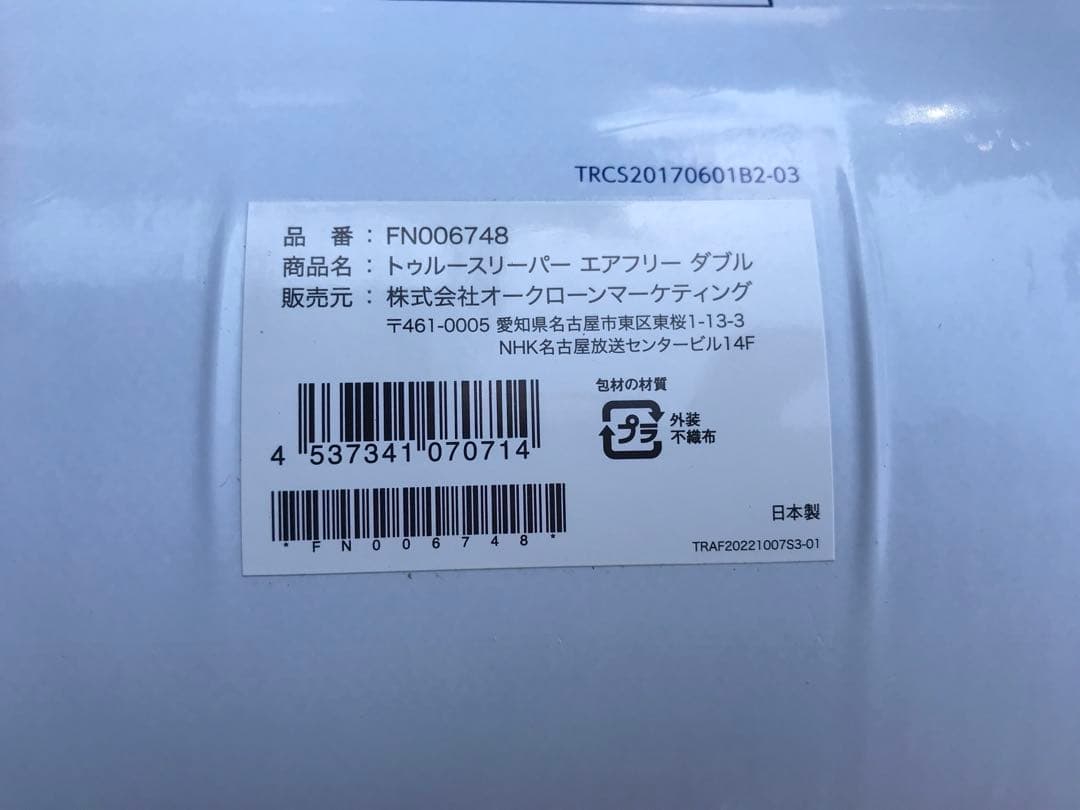 TRCS20170601B2-03
品 番 : FN006748
商品名 : トゥルースリーパー エアフリー ダブル
販売元 : 株式会社オークローンマーケティング
〒461-0005 愛知県名古屋市東区東桜1-13-3
NHK名古屋放送センタービル14F
包材の材質
プラ
外装
不織布
4 537341 070714
*FN006748*
日本製
TRAF20221007S3-01